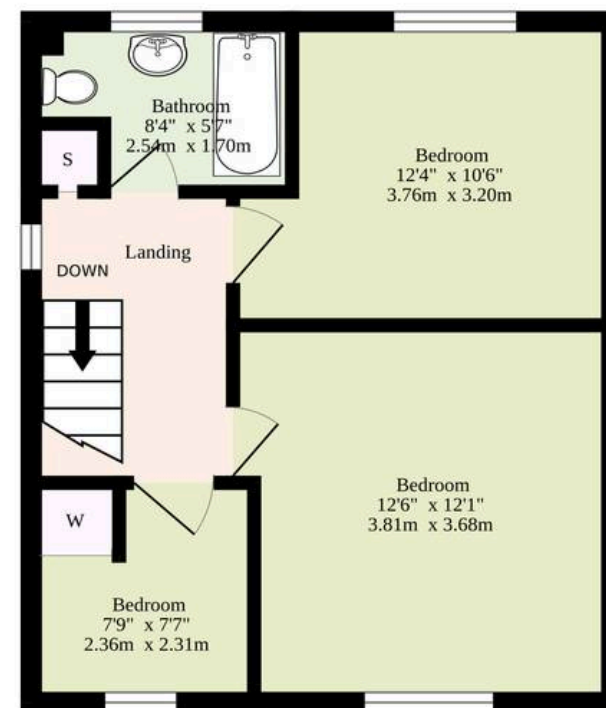 Bathroom
8'4" x 5'7"
2.54m x 1.70m
S
Bedroom
12'4" x 10'6"
3.76m x 3.20m
Landing
DOWN
Bedroom
12'6" x 12'1"
3.81m x 3.68m
W
Bedroom
7'9" x 7'7"
2.36m x 2.31m